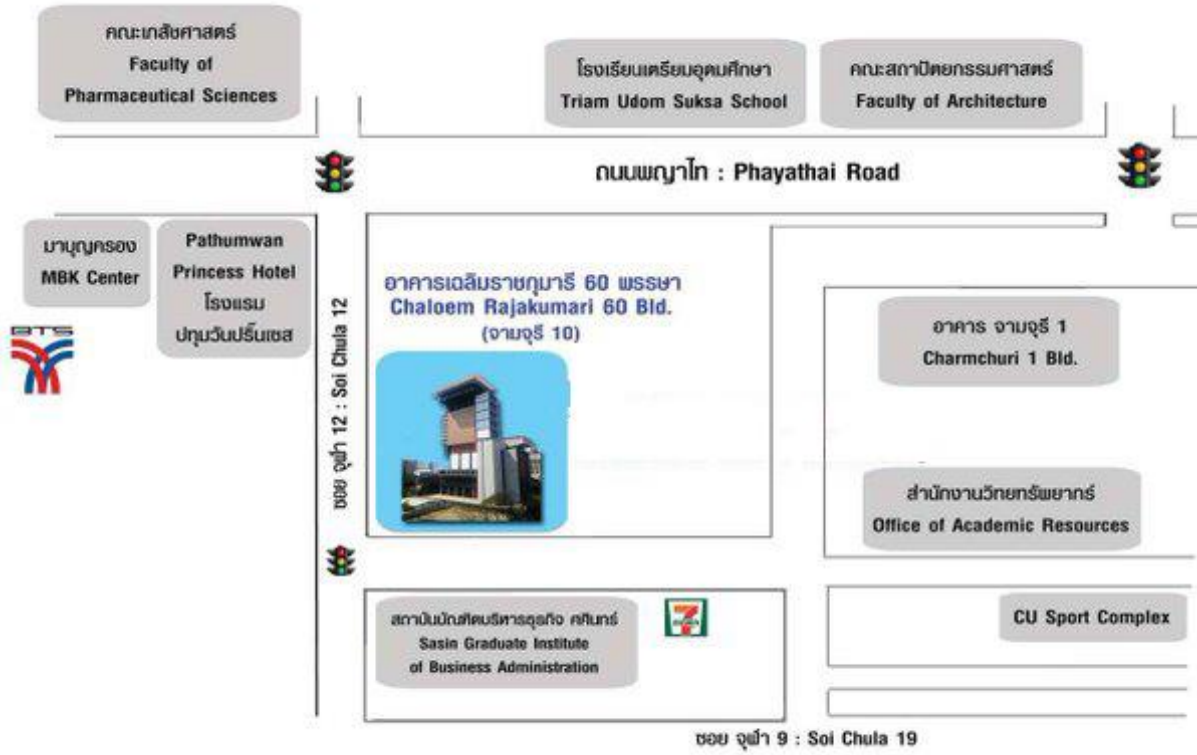 คณะเภสัชศาสตร์
Faculty of
Pharmaceutical Sciences
โรงเรียนเตรียมอุดมศึกษา
Triam Udom Suksa School
คณะสถาปัตยกรรมศาสตร์
Faculty of Architecture
ถนนพญาไท : Phayathai Road
มาบุญครอง
MBK Center
Pathumwan
Princess Hotel
โรงแรม
ปทุมวันปริ๊นเซส
BTS
ซอย จุฬา 12 : Soi Chula 12
อาคารเฉลิมราชกุมารี 60 พรรษา
Chaloem Rajakumari 60 Bld.
(จามจุรี 10)
อาคาร จามจุรี 1
Charmchuri 1 Bld.
สำนักงานวิทยทรัพยากร์
Office of Academic Resources
สถาบันบัณฑิตบริหารธุรกิจ ศศินทร์
Sasin Graduate Institute
of Business Administration
7
ELEVEN
CU Sport Complex
ซอย จุฬา 9 : Soi Chula 19